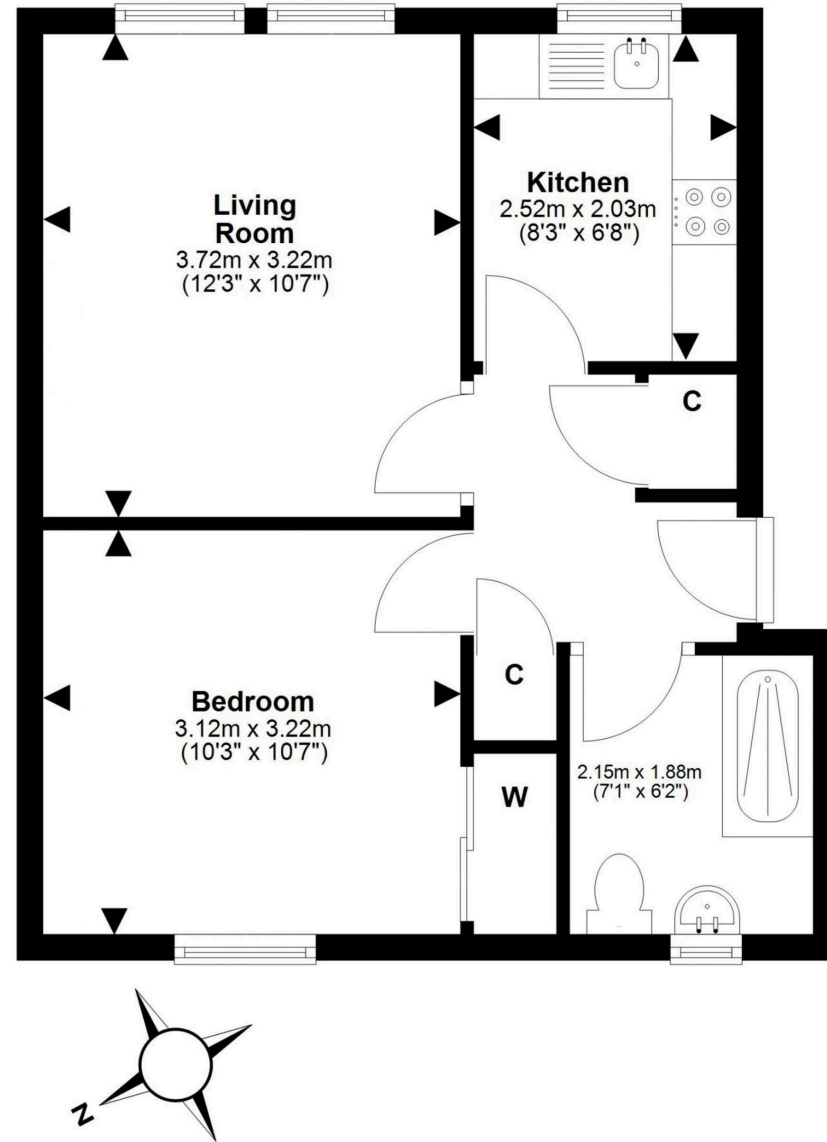 Living
Room
3.72m x 3.22m
(12'3" x 10'7")
Kitchen
2.52m x 2.03m
(8'3" x 6'8")
C
Bedroom
3.12m x 3.22m
(10'3" x 10'7")
C
W
2.15m x 1.88m
(7'1" x 6'2")
N